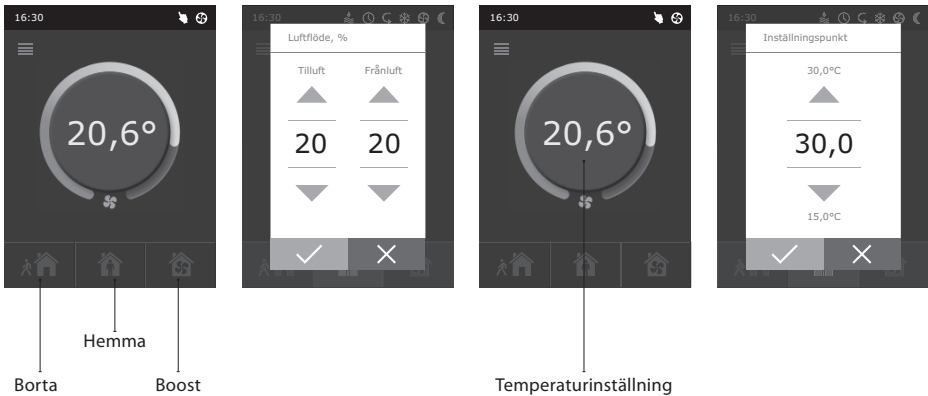 16:30
20,6°
16:30
Luftflöde, %
Tilluft Frånluft
20 20
16:30
20,6°
16:30
Inställningspunkt
30,0°C
30,0
15,0°C
Hemma
Borta
Boost
Temperaturinställning